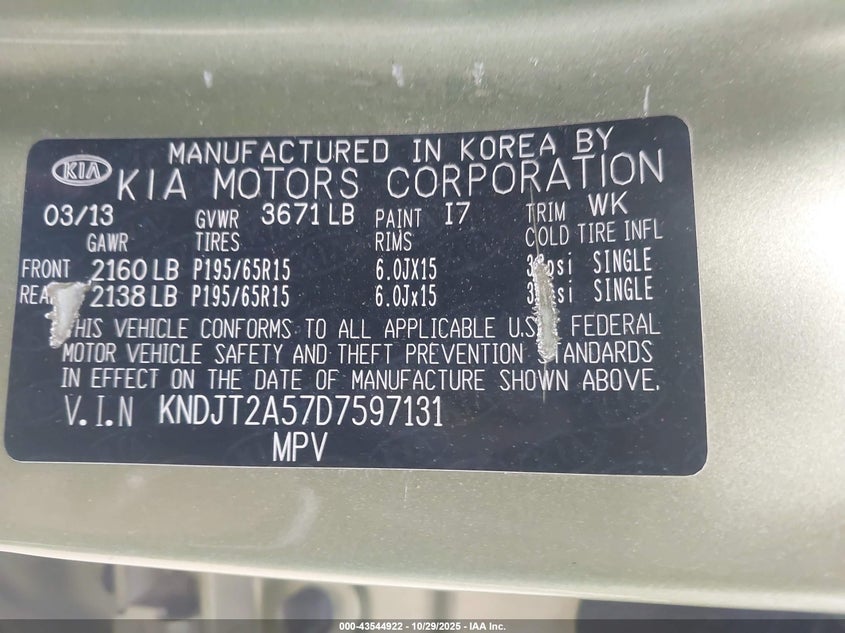 MANUFACTURED IN KOREA BY
KIA KIA MOTORS CORPORATION
03/13 GVWR 3671 LB PAINT I7 TRIM WK
GAWR TIRES RIMS COLD TIRE INFL
FRONT 2160 LB P195/65R15 6.0JX15 SINGLE
2138 LB P195/65R15 6.0Jx15 SINGLE
THIS VEHICLE CONFORMS TO ALL APPLICABLE U.S. FEDERAL
MOTOR VEHICLE SAFETY AND THEFT PREVENTION STANDARDS
IN EFFECT ON THE DATE OF MANUFACTURE SHOWN ABOVE.
V.I.N KNDJT2A57D7597131
MPV
000-43544922 - 10/29/2025 - IAA Inc.